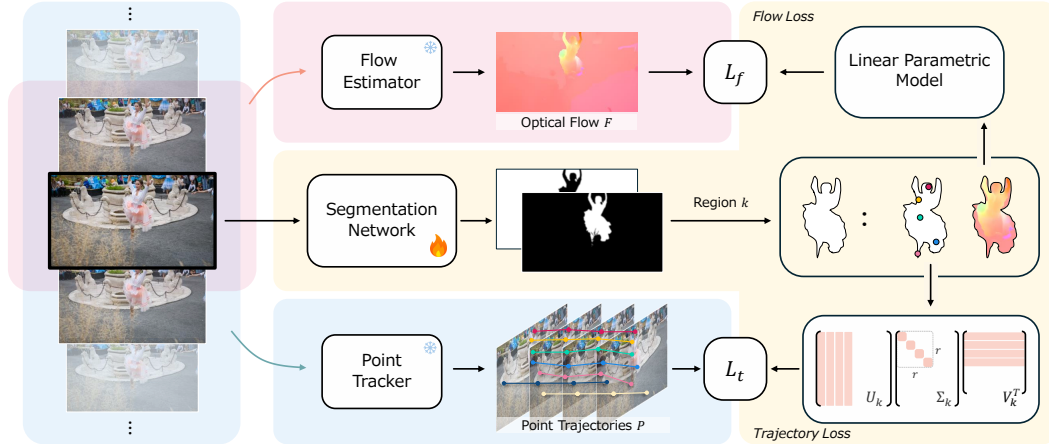 Flow Loss
Flow
Estimator
Optical Flow F
L_f
Linear Parametric
Model
Segmentation
Network
Region k
:
Point
Tracker
Point Trajectories P
L_t
r
r
U_k
Σ_k
V_k^T
Trajectory Loss